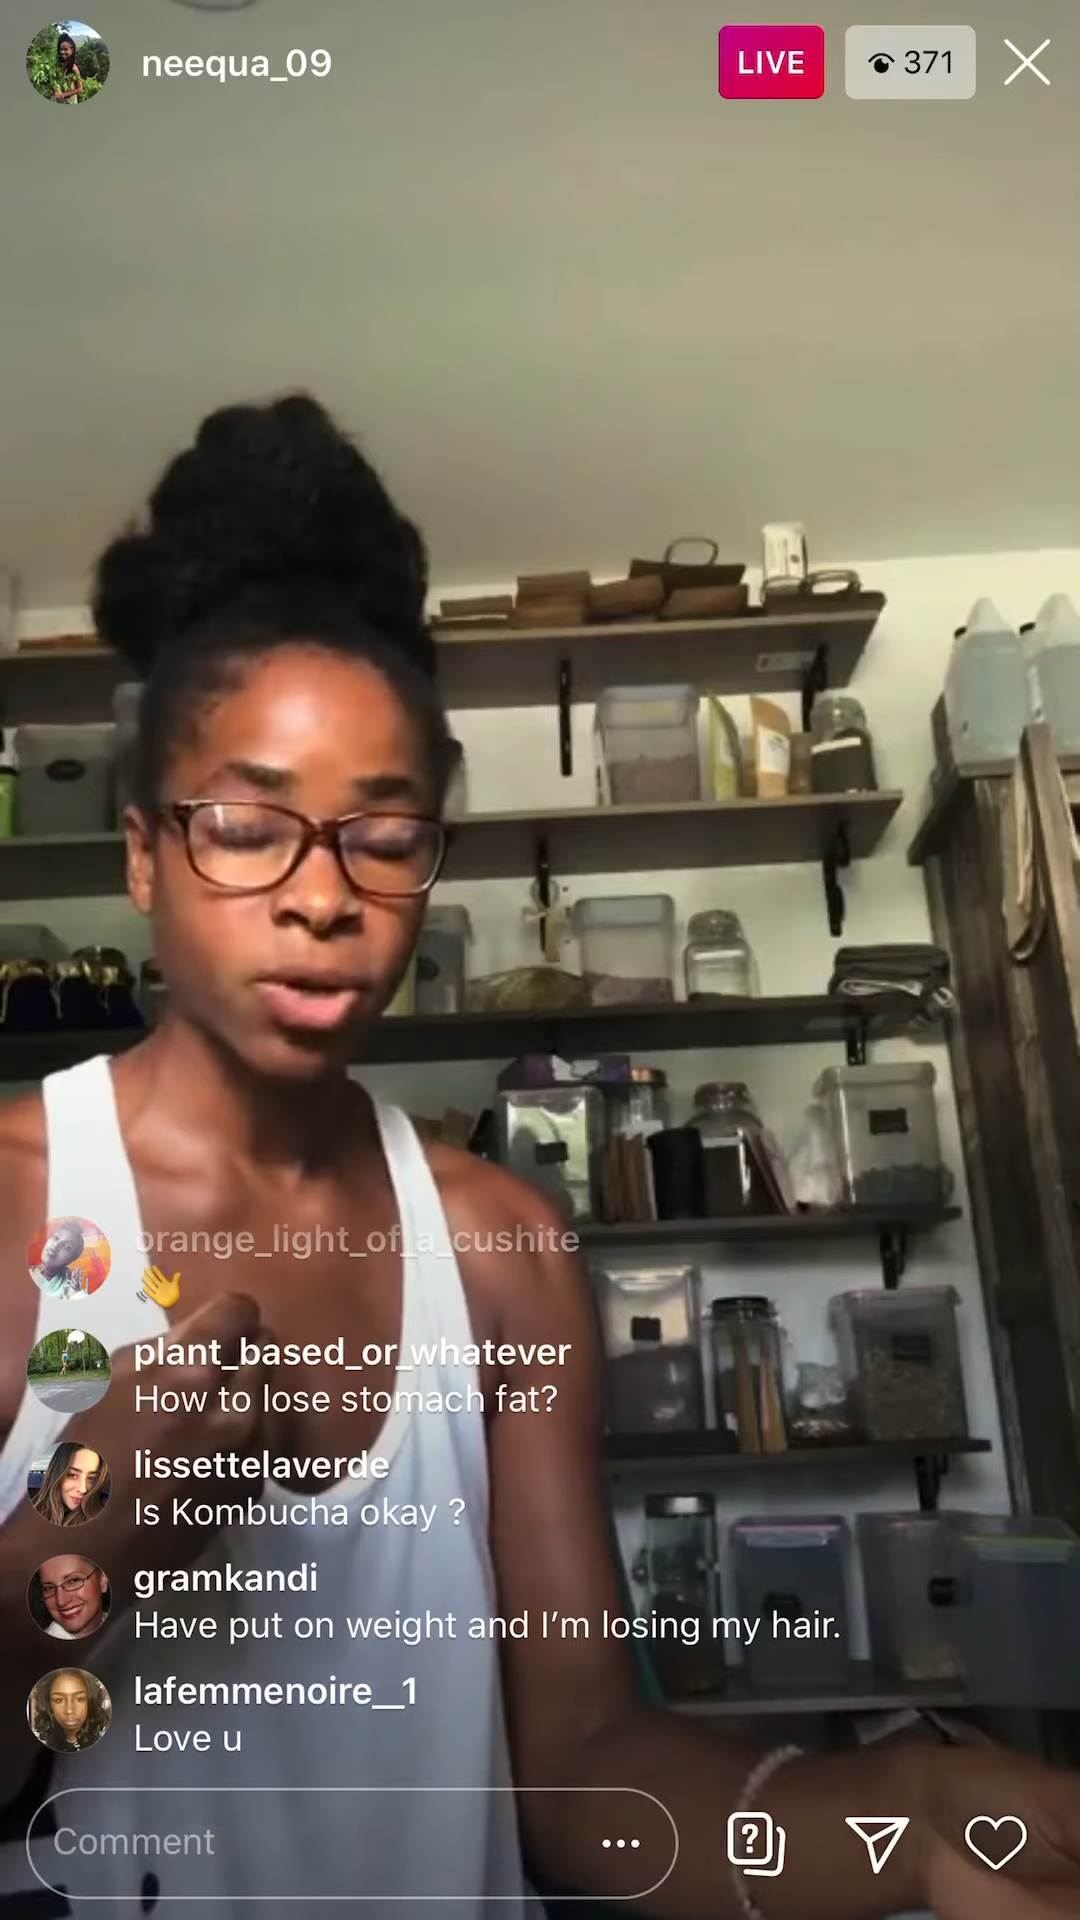 neequa_09
LIVE
371
orange_light_of_a_cushite
👋
plant_based_or_whatever
How to lose stomach fat?
lissettelaverde
Is Kombucha okay ?
gramkandi
Have put on weight and I’m losing my hair.
lafemmenoire__1
Love u
Comment